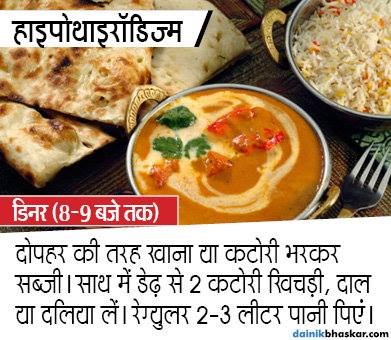 हाइपोथाइरॉडिज्म
डिनर (8-9 बजे तक)
दोपहर की तरह खाना या कटोरी भरकर
सब्जी। साथ में डेढ़ से 2 कटोरी खिचड़ी, दाल
या दलिया लें। रेग्युलर 2-3 लीटर पानी पिएं।
dainikbhaskar.com